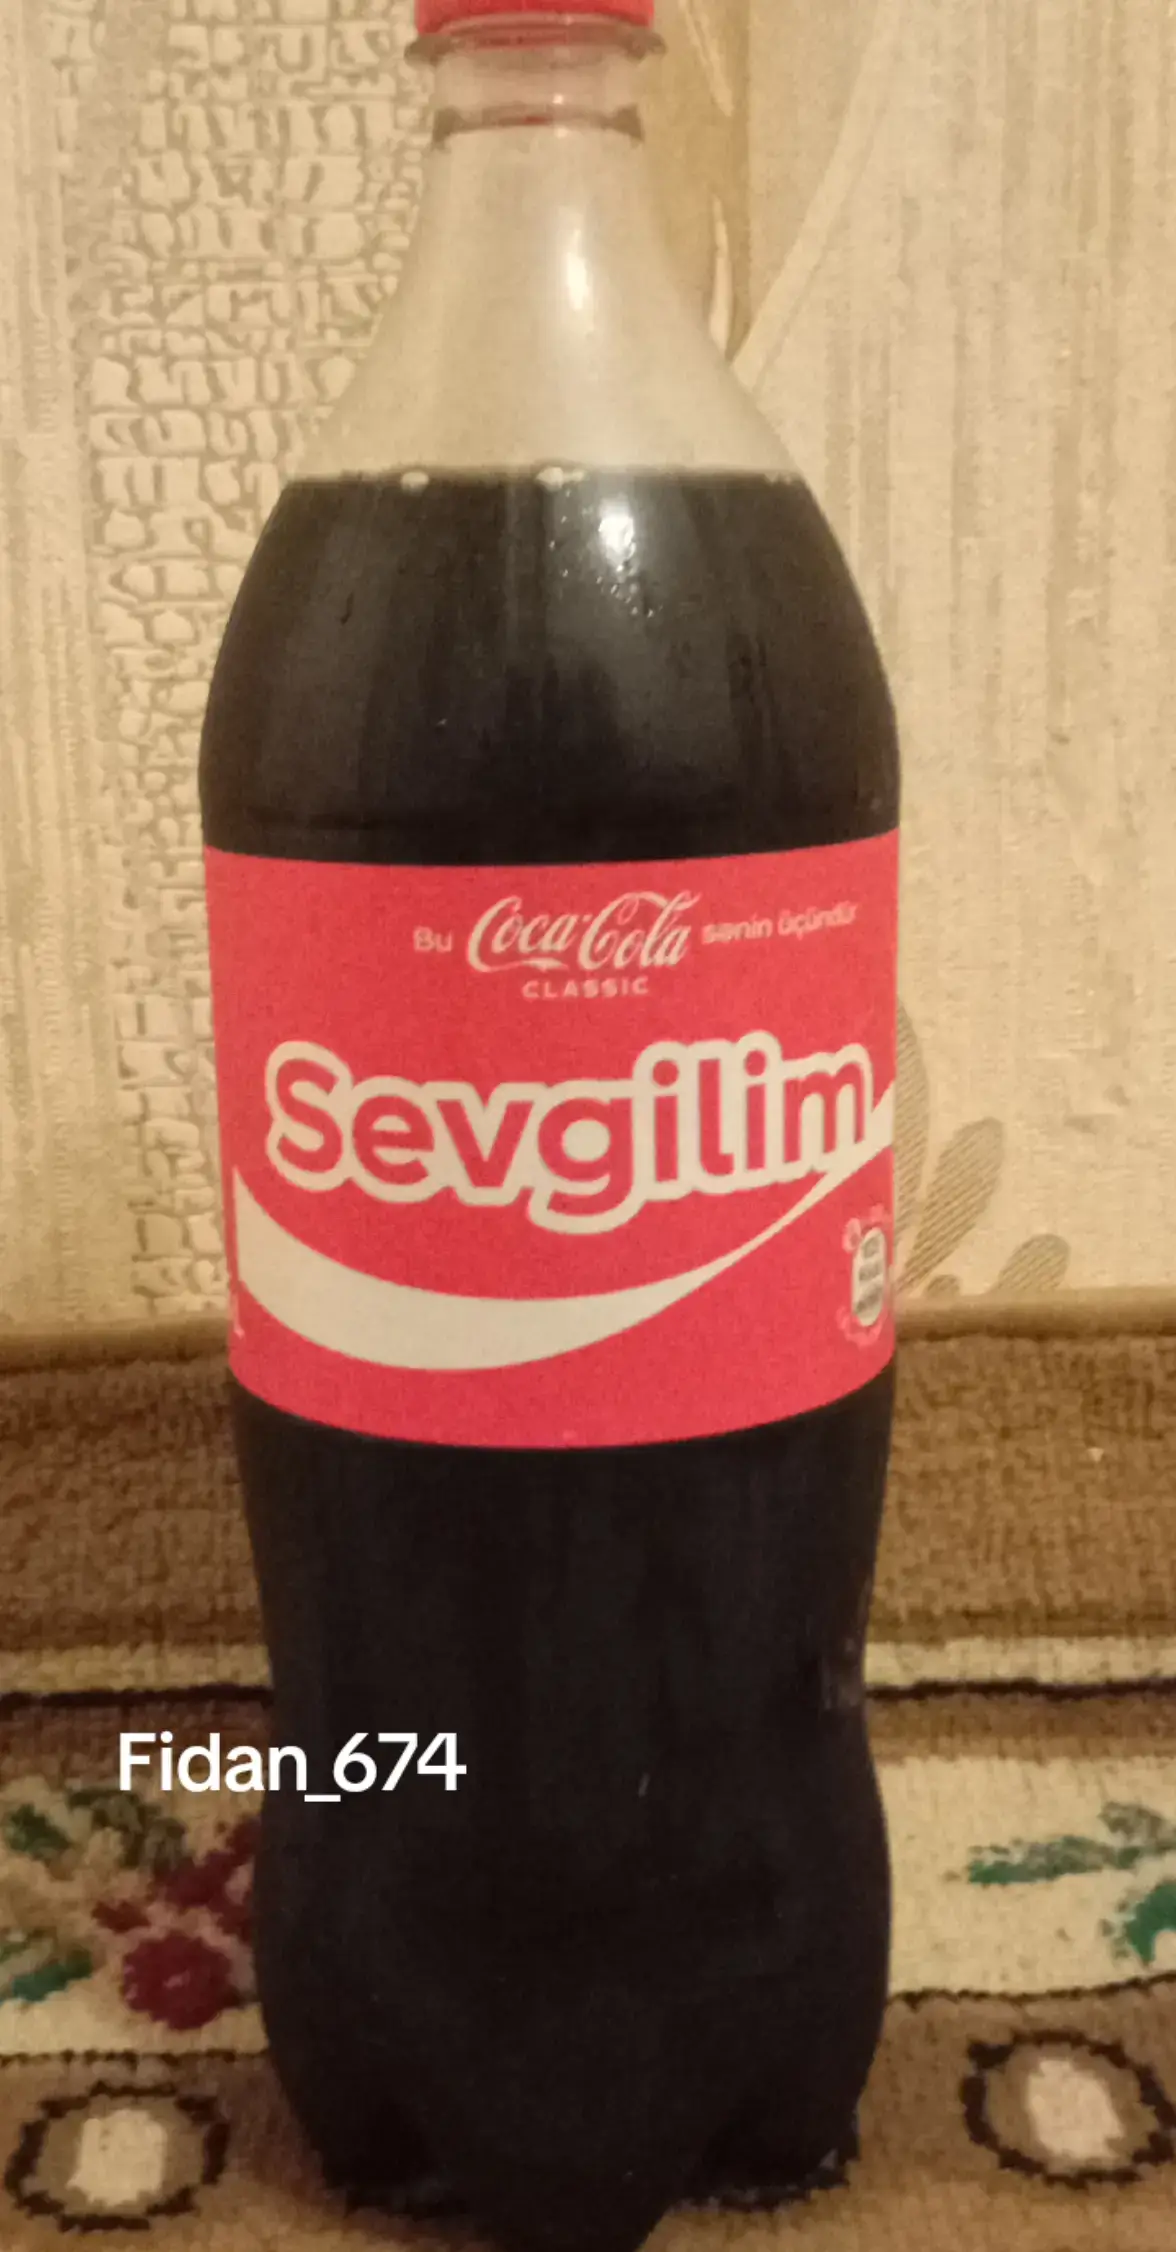 Bu Coca-Cola sənin üçündür
CLASSIC
Sevgilim
Fidan_674